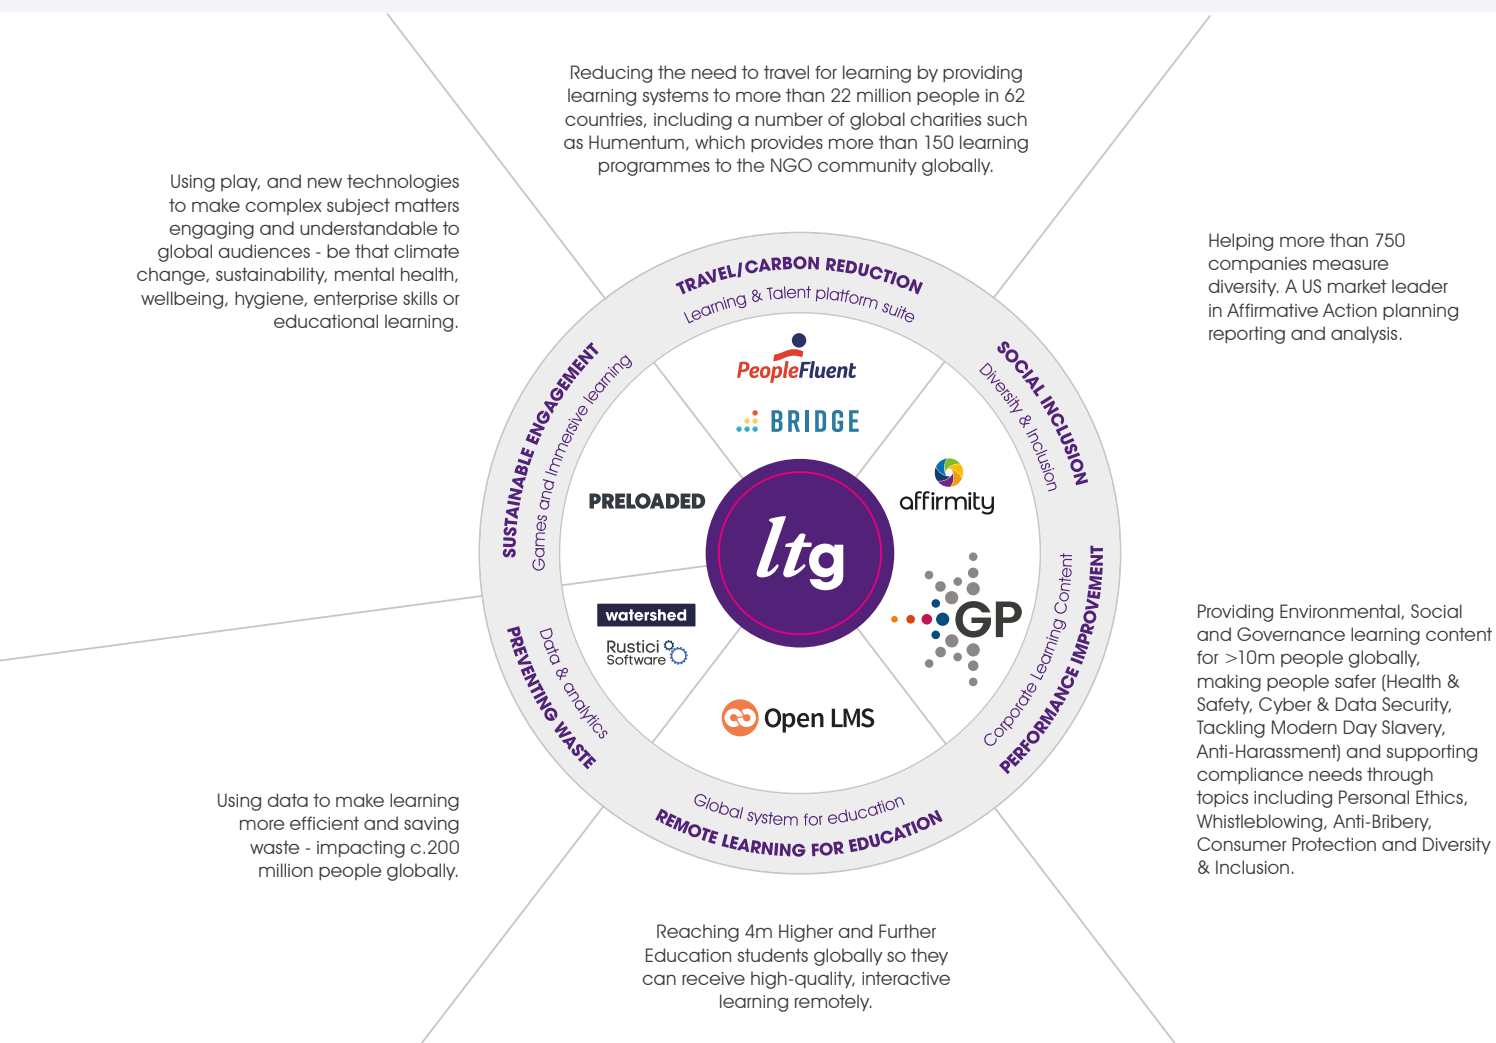 Reducing the need to travel for learning by providing
learning systems to more than 22 million people in 62
countries, including a number of global charities such
as Humentum, which provides more than 150 learning
programmes to the NGO community globally.
Using play, and new technologies
to make complex subject matters
engaging and understandable to
global audiences - be that climate
change, sustainability, mental health,
wellbeing, hygiene, enterprise skills or
educational learning.
Helping more than 750
companies measure
diversity. A US market leader
in Affirmative Action planning
reporting and analysis.
TRAVEL/CARBON REDUCTION
Learning & Talent platform suite
PeopleFluent
BRIDGE
SOCIAL INCLUSION
Diversity & Inclusion
affirmity
SUSTAINABLE ENGAGEMENT
Games and Immersive learning
PRELOADED
ltg
GP
Corporate Learning Content
PERFORMANCE IMPROVEMENT
watershed
Rustici
Software
Data & analytics
PREVENTING WASTE
Open LMS
Global system for education
REMOTE LEARNING FOR EDUCATION
Providing Environmental, Social
and Governance learning content
for >10m people globally,
making people safer (Health &
Safety, Cyber & Data Security,
Tackling Modern Day Slavery,
Anti-Harassment) and supporting
compliance needs through
topics including Personal Ethics,
Whistleblowing, Anti-Bribery,
Consumer Protection and Diversity
& Inclusion.
Using data to make learning
more efficient and saving
waste - impacting c.200
million people globally.
Reaching 4m Higher and Further
Education students globally so they
can receive high-quality, interactive
learning remotely.